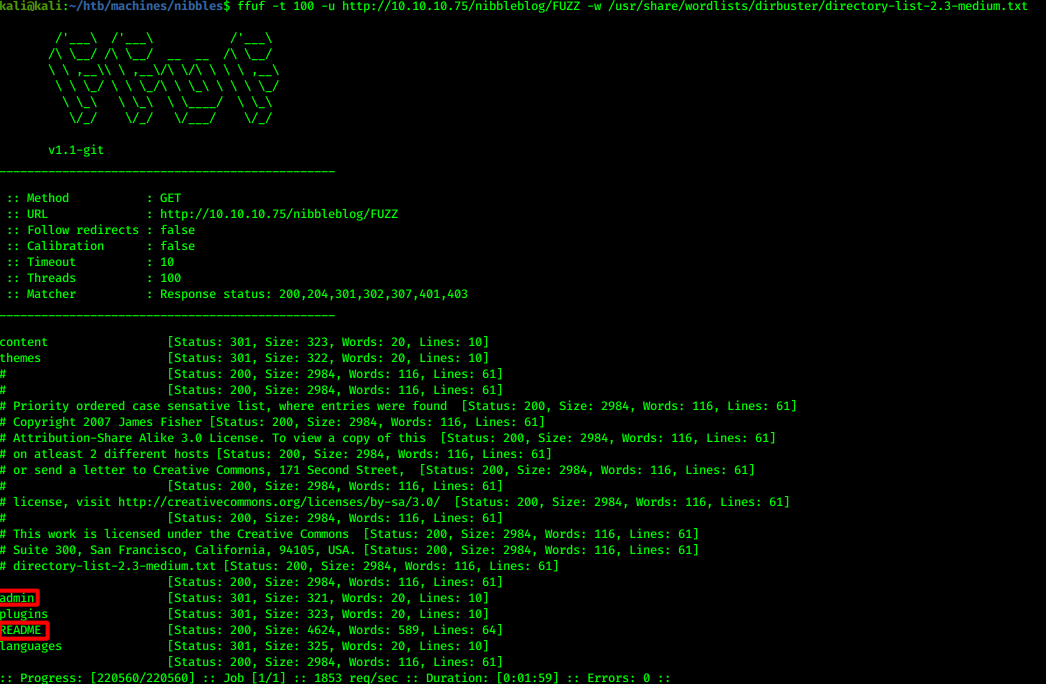 kali@kali:~/htb/machines/nibbles$ ffuf -t 100 -u http://10.10.10.75/nibbleblog/FUZZ -w /usr/share/wordlists/dirbuster/directory-list-2.3-medium.txt
v1.1-git
________________________________________________
:: Method : GET
:: URL : http://10.10.10.75/nibbleblog/FUZZ
:: Follow redirects : false
:: Calibration : false
:: Timeout : 10
:: Threads : 100
:: Matcher : Response status: 200,204,301,302,307,401,403
________________________________________________
content [Status: 301, Size: 323, Words: 20, Lines: 10]
themes [Status: 301, Size: 322, Words: 20, Lines: 10]
# [Status: 200, Size: 2984, Words: 116, Lines: 61]
# [Status: 200, Size: 2984, Words: 116, Lines: 61]
# Priority ordered case sensative list, where entries were found [Status: 200, Size: 2984, Words: 116, Lines: 61]
# Copyright 2007 James Fisher [Status: 200, Size: 2984, Words: 116, Lines: 61]
# Attribution-Share Alike 3.0 License. To view a copy of this [Status: 200, Size: 2984, Words: 116, Lines: 61]
# on atleast 2 different hosts [Status: 200, Size: 2984, Words: 116, Lines: 61]
# or send a letter to Creative Commons, 171 Second Street, [Status: 200, Size: 2984, Words: 116, Lines: 61]
# [Status: 200, Size: 2984, Words: 116, Lines: 61]
# license, visit http://creativecommons.org/licenses/by-sa/3.0/ [Status: 200, Size: 2984, Words: 116, Lines: 61]
# [Status: 200, Size: 2984, Words: 116, Lines: 61]
# This work is licensed under the Creative Commons [Status: 200, Size: 2984, Words: 116, Lines: 61]
# Suite 300, San Francisco, California, 94105, USA. [Status: 200, Size: 2984, Words: 116, Lines: 61]
# directory-list-2.3-medium.txt [Status: 200, Size: 2984, Words: 116, Lines: 61]
[Status: 200, Size: 2984, Words: 116, Lines: 61]
admin [Status: 301, Size: 321, Words: 20, Lines: 10]
plugins [Status: 301, Size: 323, Words: 20, Lines: 10]
README [Status: 200, Size: 4624, Words: 589, Lines: 64]
languages [Status: 301, Size: 325, Words: 20, Lines: 10]
[Status: 200, Size: 2984, Words: 116, Lines: 61]
:: Progress: [220560/220560] :: Job [1/1] :: 1853 req/sec :: Duration: [0:01:59] :: Errors: 0 ::